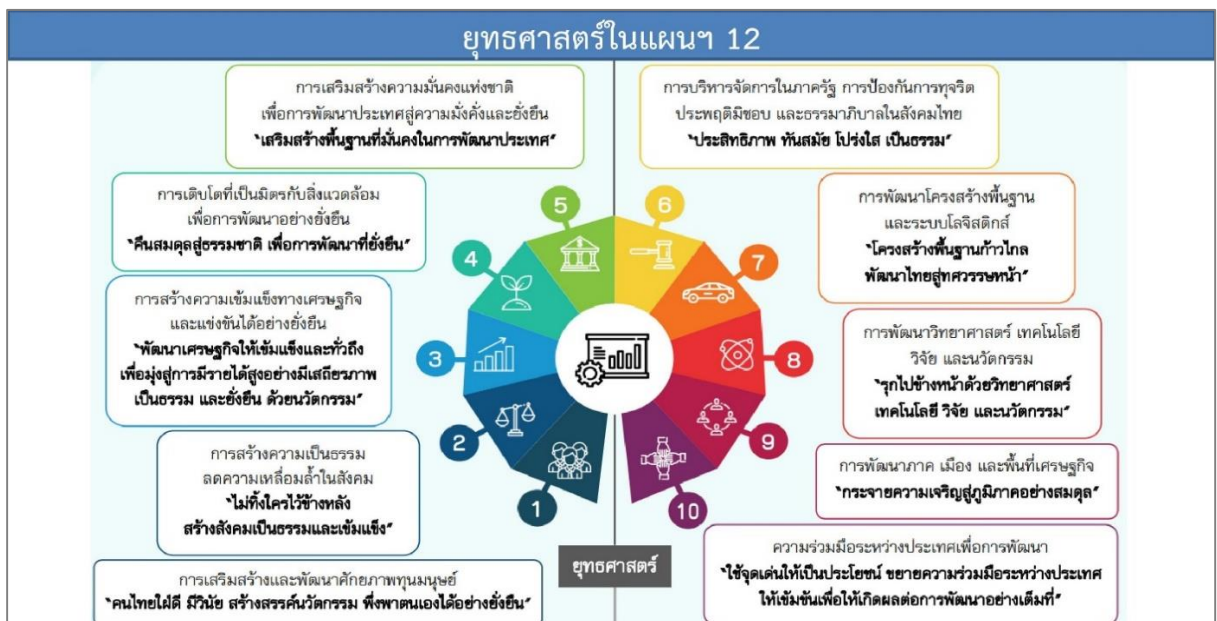 ยุทธศาสตร์ในแผนฯ 12
การเสริมสร้างความมั่นคงแห่งชาติ
เพื่อการพัฒนาประเทศสู่ความมั่งคั่งและยั่งยืน
“เสริมสร้างพื้นฐานที่มั่นคงในการพัฒนาประเทศ”
การบริหารจัดการในภาครัฐ การป้องกันการทุจริต
ประพฤติมิชอบ และธรรมาภิบาลในสังคมไทย
“ประสิทธิภาพ ทันสมัย โปร่งใส เป็นธรรม”
การเติบโตที่เป็นมิตรกับสิ่งแวดล้อม
เพื่อการพัฒนาอย่างยั่งยืน
“คืนสมดุลสู่ธรรมชาติ เพื่อการพัฒนาที่ยั่งยืน”
การพัฒนาโครงสร้างพื้นฐาน
และระบบโลจิสติกส์
“โครงสร้างพื้นฐานก้าวไกล
พัฒนาไทยสู่ทศวรรษหน้า”
การสร้างความเข้มแข็งทางเศรษฐกิจ
และแข่งขันได้อย่างยั่งยืน
“พัฒนาเศรษฐกิจให้เข้มแข็งและทั่วถึง
เพื่อมุ่งสู่การมีรายได้สูงอย่างมีเสถียรภาพ
เป็นธรรม และยั่งยืน ด้วยนวัตกรรม”
การพัฒนาวิทยาศาสตร์ เทคโนโลยี
วิจัย และนวัตกรรม
“รุกไปข้างหน้าด้วยวิทยาศาสตร์
เทคโนโลยี วิจัย และนวัตกรรม”
การสร้างความเป็นธรรม
ลดความเหลื่อมล้ำในสังคม
“ไม่ทิ้งใครไว้ข้างหลัง
สร้างสังคมเป็นธรรมและเข้มแข็ง”
การพัฒนาภาค เมือง และพื้นที่เศรษฐกิจ
“กระจายความเจริญสู่ภูมิภาคอย่างสมดุล”
การเสริมสร้างและพัฒนาศักยภาพทุนมนุษย์
“คนไทยใฝ่ดี มีวินัย สร้างสรรค์นวัตกรรม พึ่งพาตนเองได้อย่างยั่งยืน”
ความร่วมมือระหว่างประเทศเพื่อการพัฒนา
“ใช้จุดเด่นให้เป็นประโยชน์ ขยายความร่วมมือระหว่างประเทศ
ให้เข้มข้นเพื่อให้เกิดผลต่อการพัฒนาอย่างเต็มที่”
1
2
3
4
5
6
7
8
9
10
ยุทธศาสตร์